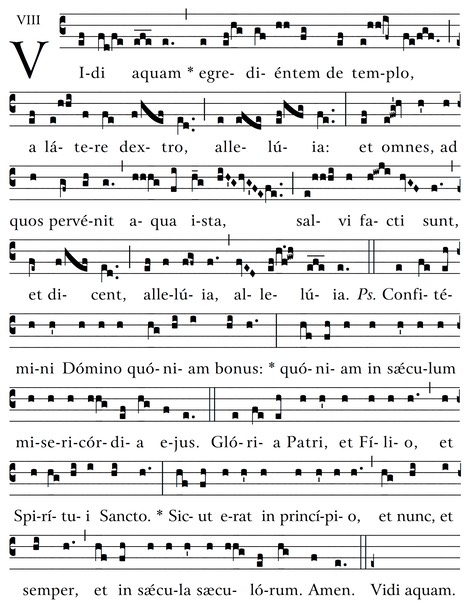 VIII
VI-di aquam * egre- di- éntem de tem-plo,
a lá- te-re dex- tro, alle- lú- ia: et omnes, ad
quos pervé-nit a- qua i-sta, sal- vi fa- cti sunt,
et di- cent, alle-lú- ia, al- le- lú- ia. Ps. Confi- té-
mi-ni Dómino quó-ni- am bonus: * quó-ni- am in sǽcu-lum
mi-se-ri-cór-di- a e-jus. Gló-ri- a Patri, et Fí-li- o, et
Spi-rí- tu- i Sancto. * Sic- ut e-rat in princí-pi- o, et nunc, et
semper, et in sǽcu-la sæcu- ló-rum. Amen. Vidi aquam.